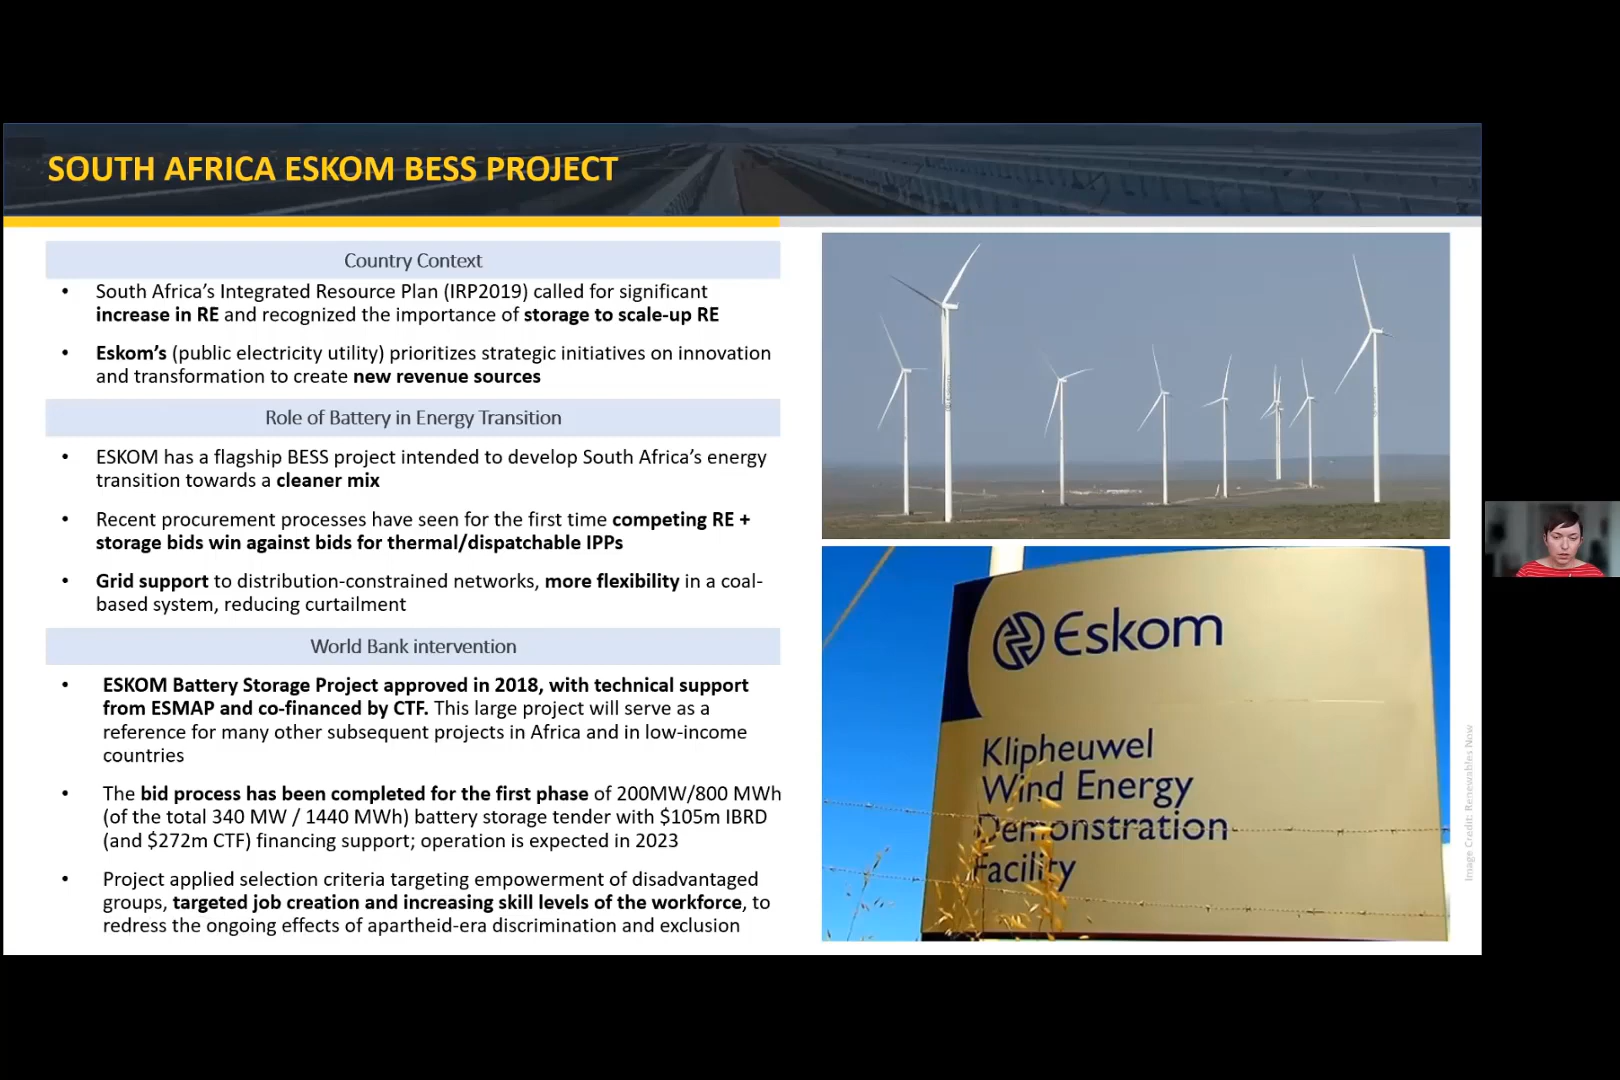 SOUTH AFRICA ESKOM BESS PROJECT
Country Context
• South Africa's Integrated Resource Plan (IRP2019) called for significant
increase in RE and recognized the importance of storage to scale-up RE
• Eskom's (public electricity utility) prioritizes strategic initiatives on innovation
and transformation to create new revenue sources
Role of Battery in Energy Transition
• ESKOM has a flagship BESS project intended to develop South Africa's energy
transition towards a cleaner mix
• Recent procurement processes have seen for the first time competing RE +
storage bids win against bids for thermal/dispatchable IPPs
• Grid support to distribution-constrained networks, more flexibility in a coal-
based system, reducing curtailment
World Bank intervention
• ESKOM Battery Storage Project approved in 2018, with technical support
from ESMAP and co-financed by CTF. This large project will serve as a
reference for many other subsequent projects in Africa and in low-income
countries
• The bid process has been completed for the first phase of 200MW/800 MWh
(of the total 340 MW / 1440 MWh) battery storage tender with $105m IBRD
(and $272m CTF) financing support; operation is expected in 2023
• Project applied selection criteria targeting empowerment of disadvantaged
groups, targeted job creation and increasing skill levels of the workforce, to
redress the ongoing effects of apartheid-era discrimination and exclusion
Eskom
Klipheuwel
Wind Energy
Demonstration
Facility
Image Credit: Renewables Now